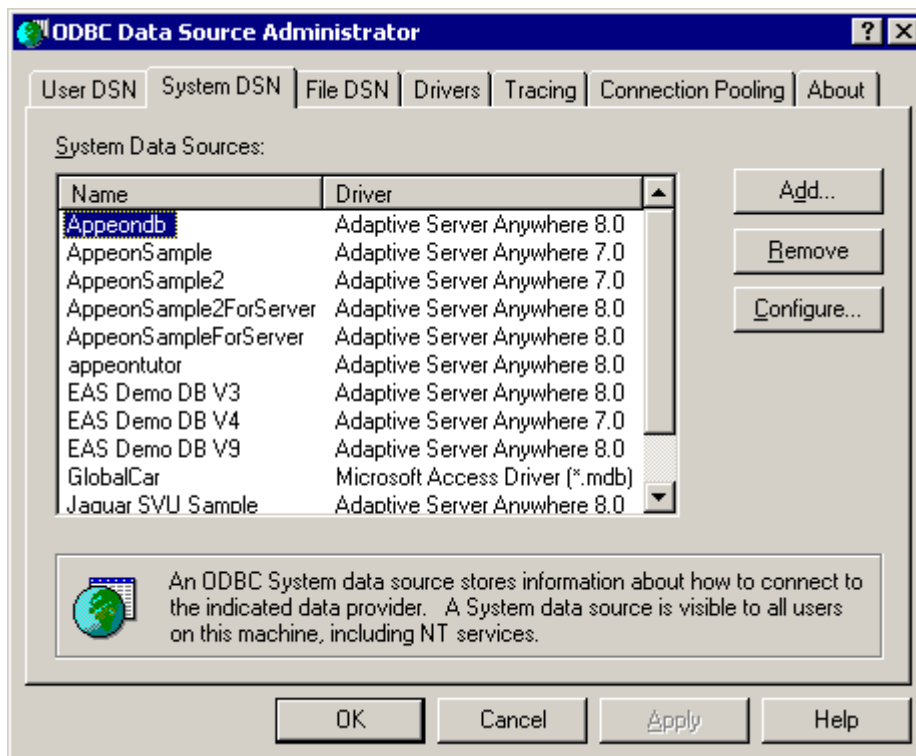 ODBC Data Source Administrator
User DSN System DSN File DSN Drivers Tracing Connection Pooling About
System Data Sources:
Name Driver
Appeondb Adaptive Server Anywhere 8.0
AppeonSample Adaptive Server Anywhere 7.0
AppeonSample2 Adaptive Server Anywhere 7.0
AppeonSample2ForServer Adaptive Server Anywhere 8.0
AppeonSampleForServer Adaptive Server Anywhere 8.0
appeontutor Adaptive Server Anywhere 8.0
EAS Demo DB V3 Adaptive Server Anywhere 8.0
EAS Demo DB V4 Adaptive Server Anywhere 7.0
EAS Demo DB V9 Adaptive Server Anywhere 8.0
GlobalCar Microsoft Access Driver (*.mdb)
Jaguar SVU Sample Adaptive Server Anywhere 8.0
Add...
Remove
Configure...
An ODBC System data source stores information about how to connect to
the indicated data provider. A System data source is visible to all users
on this machine, including NT services.
OK Cancel Apply Help